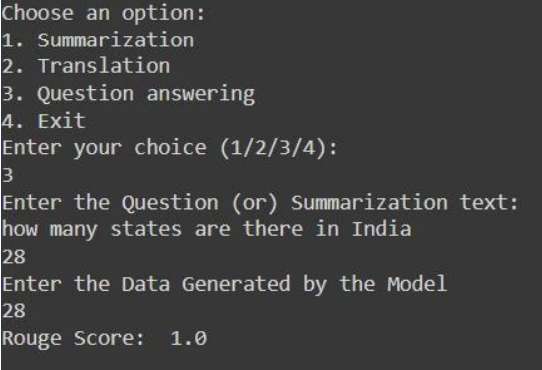 Choose an option:
1. Summarization
2. Translation
3. Question answering
4. Exit
Enter your choice (1/2/3/4):
3
Enter the Question (or) Summarization text:
how many states are there in India
28
Enter the Data Generated by the Model
28
Rouge Score:  1.0